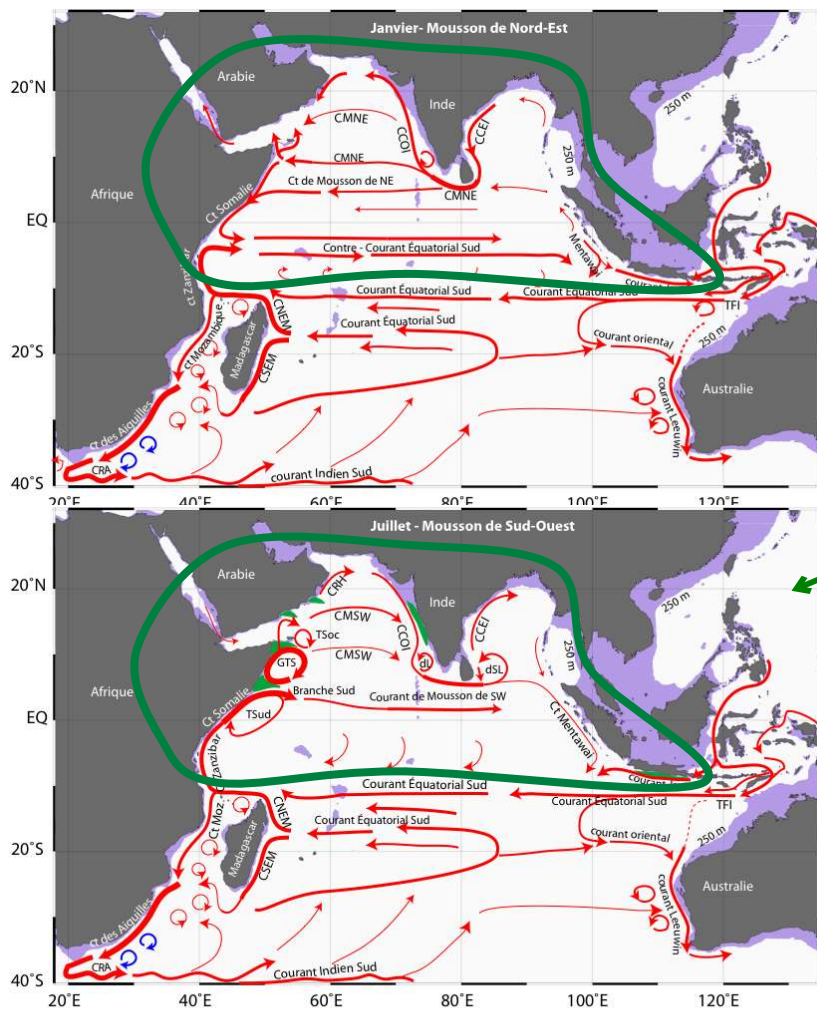 Janvier- Mousson de Nord-Est
20°N
Arabie
Inde
250 m
CMNE
CCOI
CCEI
250 m
CMNE
Afrique
Ct de Mousson de NE
CMNE
Ct Somalie
EQ
Contre - Courant Équatorial Sud
Mentawai
ct Zanzibar
Courant Équatorial Sud
Courant Équatorial Sud
TFI
CNEM
Courant Équatorial Sud
ct Mozambique
Madagascar
courant oriental
250 m
20°S
CSEM
Australie
courant Leeuwin
ct des Aiguilles
CRA
courant Indien Sud
40°S
20°E
40°E
60°E
80°E
100°E
120°E
Juillet - Mousson de Sud-Ouest
20°N
Arabie
CRH
Inde
250 m
CMSW
TSoc
CCOI
CCEI
250 m
CMSW
GTS
dL
dSL
Afrique
Branche Sud
Courant de Mousson de SW
Ct Somalie
TSud
Ct Mentawai
EQ
Zanzibar
Courant Équatorial Sud
Courant Équatorial Sud
TFI
Ct Moz
CNEM
Courant Équatorial Sud
courant oriental
250 m
Madagascar
20°S
CSEM
Australie
courant Leeuwin
ct des Aiguilles
CRA
Courant Indien Sud
40°S
20°E
40°E
60°E
80°E
100°E
120°E